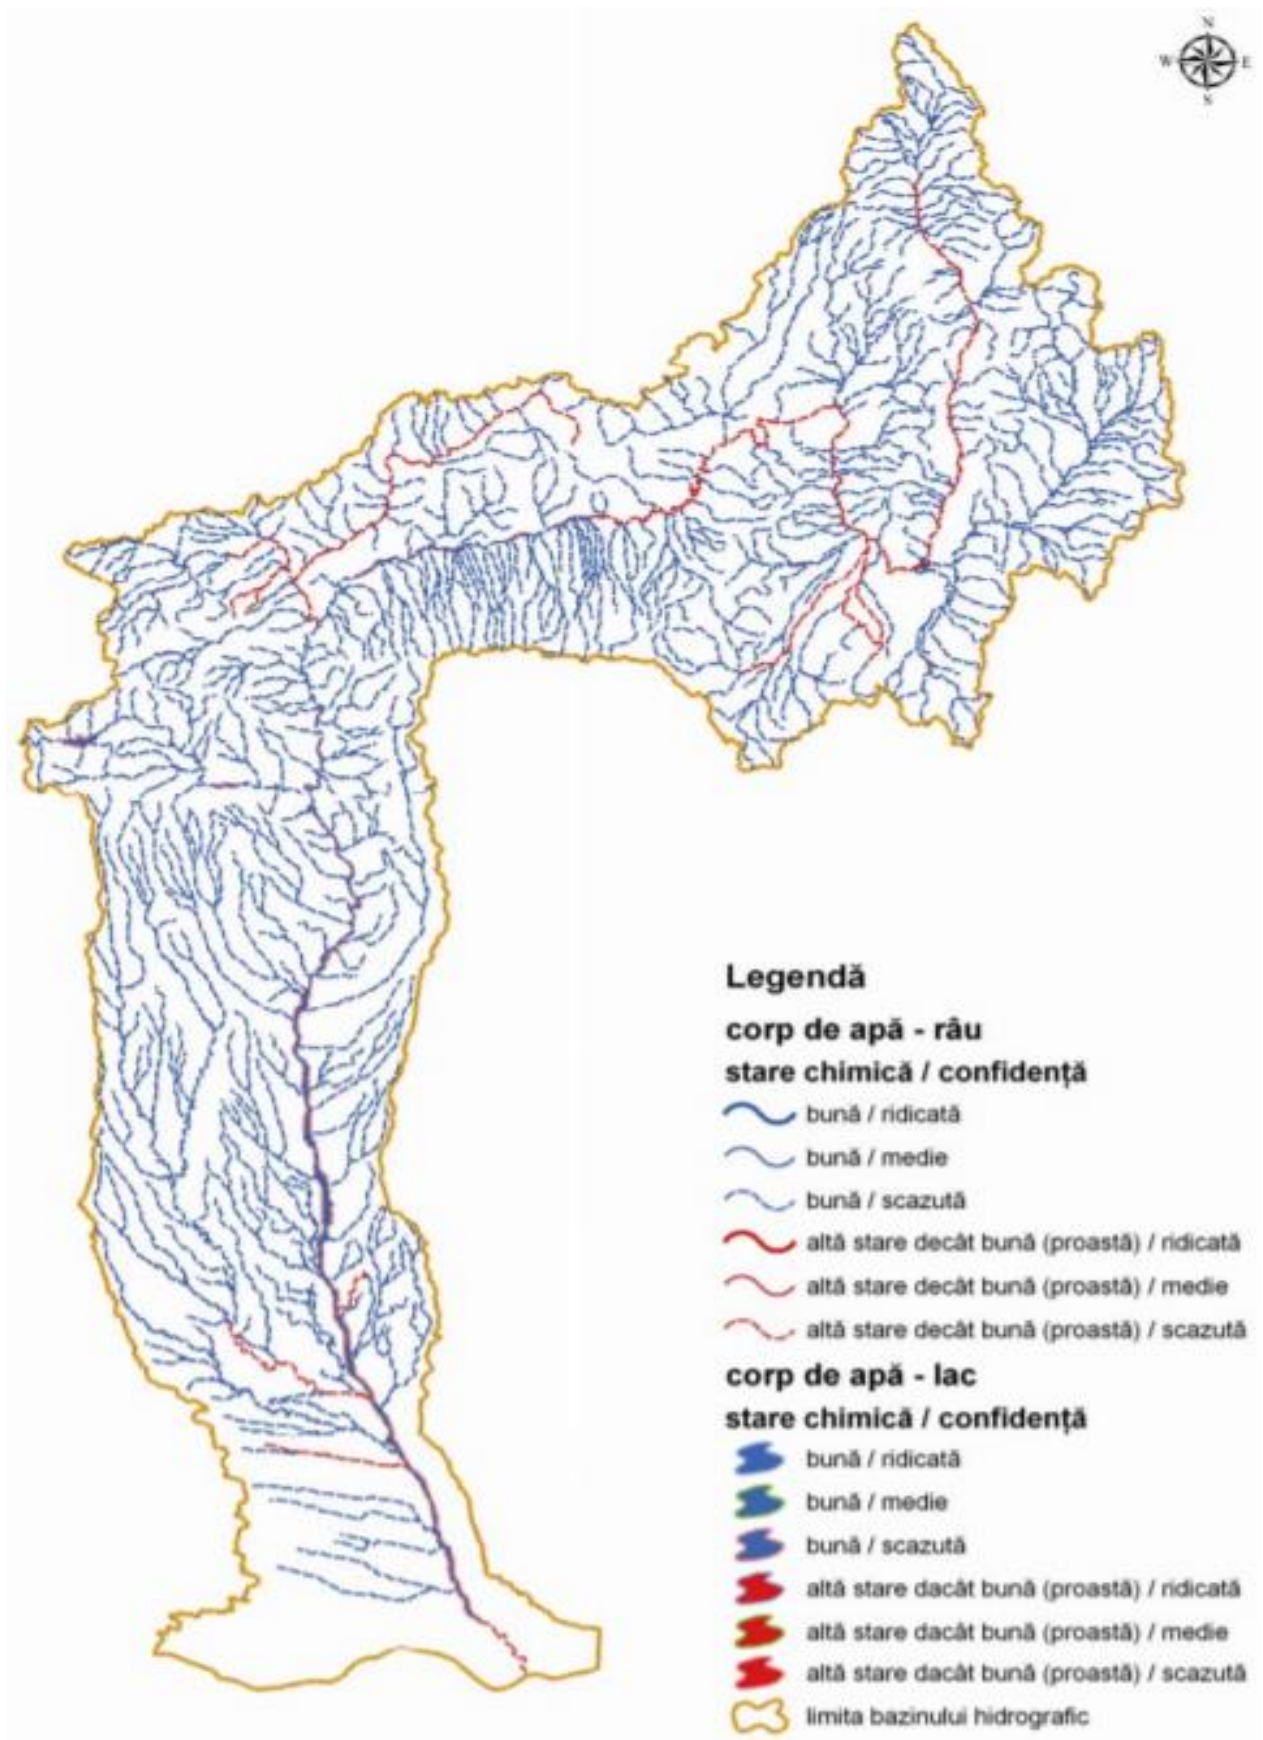 N
W E
S
Legendă
corp de apă - râu
stare chimică / confidență
bună / ridicată
bună / medie
bună / scazută
altă stare decât bună (proastă) / ridicată
altă stare decât bună (proastă) / medie
altă stare decât bună (proastă) / scazută
corp de apă - lac
stare chimică / confidență
bună / ridicată
bună / medie
bună / scazută
altă stare dacât bună (proastă) / ridicată
altă stare dacât bună (proastă) / medie
altă stare dacât bună (proastă) / scazută
limita bazinului hidrografic